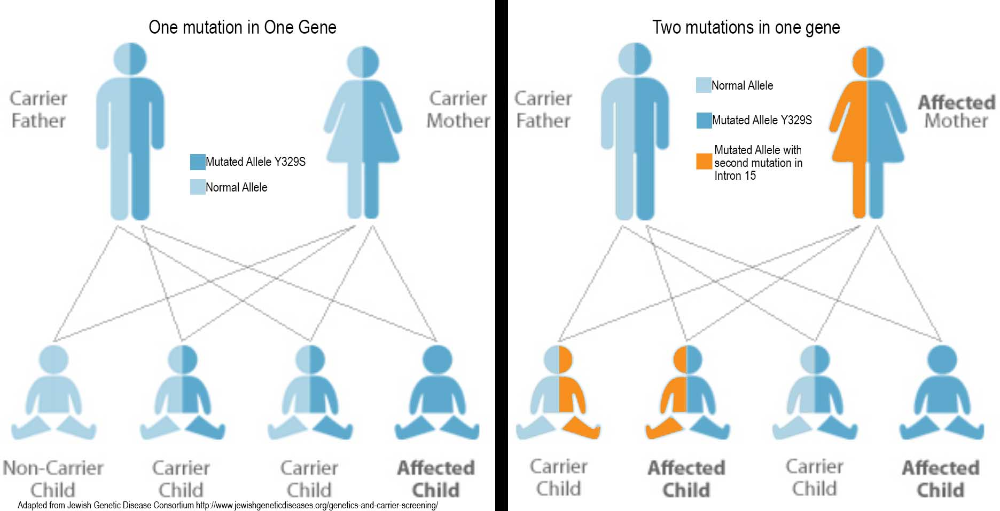 One mutation in One Gene
Carrier
Father
Carrier
Mother
Mutated Allele Y329S
Normal Allele
Non-Carrier
Child
Carrier
Child
Carrier
Child
Affected
Child
Adapted from Jewish Genetic Disease Consortium http://www.jewishgeneticdiseases.org/genetics-and-carrier-screening/
Two mutations in one gene
Carrier
Father
Normal Allele
Mutated Allele Y329S
Mutated Allele with
second mutation in
Intron 15
Affected
Mother
Carrier
Child
Affected
Child
Carrier
Child
Affected
Child